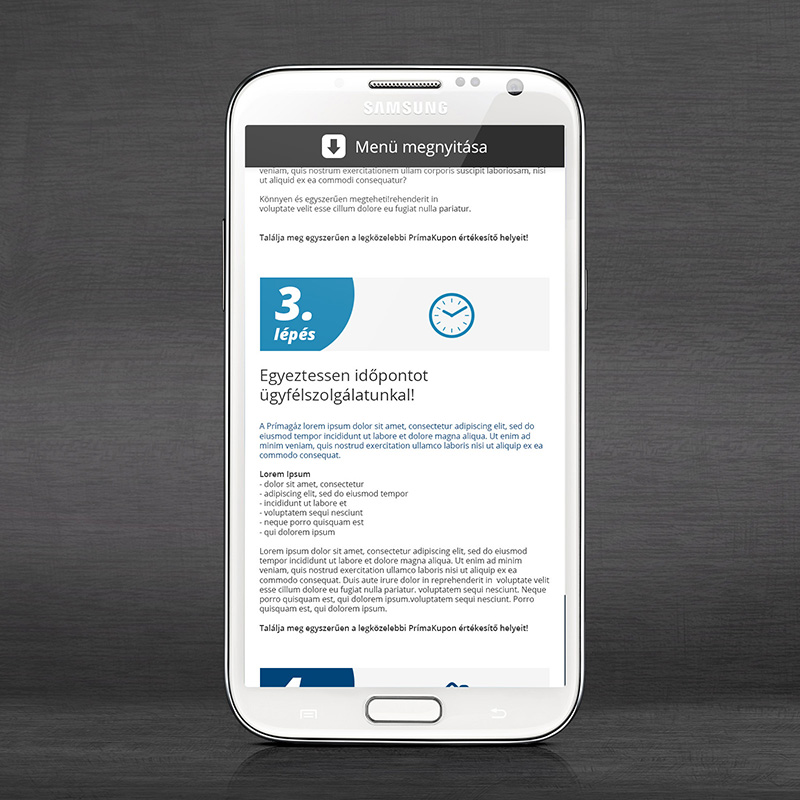 SAMSUNG
Menü megnyitása
veniam, quis nostrum exercitationem ullam corporis suscipit laboriosam, nisi
ut aliquid ex ea commodi consequatur?
Könnyen és egyszerűen megteheti!rehenderit in
voluptate velit esse cillum dolore eu fugiat nulla pariatur.
Találja meg egyszerűen a legközelebbi PrímaKupon értékesítő helyeit!
3.
lépés
Egyeztessen időpontot
ügyfélszolgálatunkal!
A Prímagáz lorem ipsum dolor sit amet, consectetur adipiscing elit, sed do
eiusmod tempor incididunt ut labore et dolore magna aliqua. Ut enim ad
minim veniam, quis nostrud exercitation ullamco laboris nisi ut aliquip ex ea
commodo consequat.
Lorem Ipsum
- dolor sit amet, consectetur
- adipiscing elit, sed do eiusmod tempor
- incididunt ut labore et
- voluptatem sequi nesciunt
- neque porro quisquam est
- qui dolorem ipsum
Lorem ipsum dolor sit amet, consectetur adipiscing elit, sed do eiusmod
tempor incididunt ut labore et dolore magna aliqua. Ut enim ad minim
veniam, quis nostrud exercitation ullamco laboris nisi ut aliquip ex ea
commodo consequat. Duis aute irure dolor in reprehenderit in voluptate velit
esse cillum dolore eu fugiat nulla pariatur. voluptatem sequi nesciunt. Neque
porro quisquam est, qui dolorem ipsum.voluptatem sequi nesciunt. Porro
quisquam est, qui dolorem ipsum.
Találja meg egyszerűen a legközelebbi PrímaKupon értékesítő helyeit!